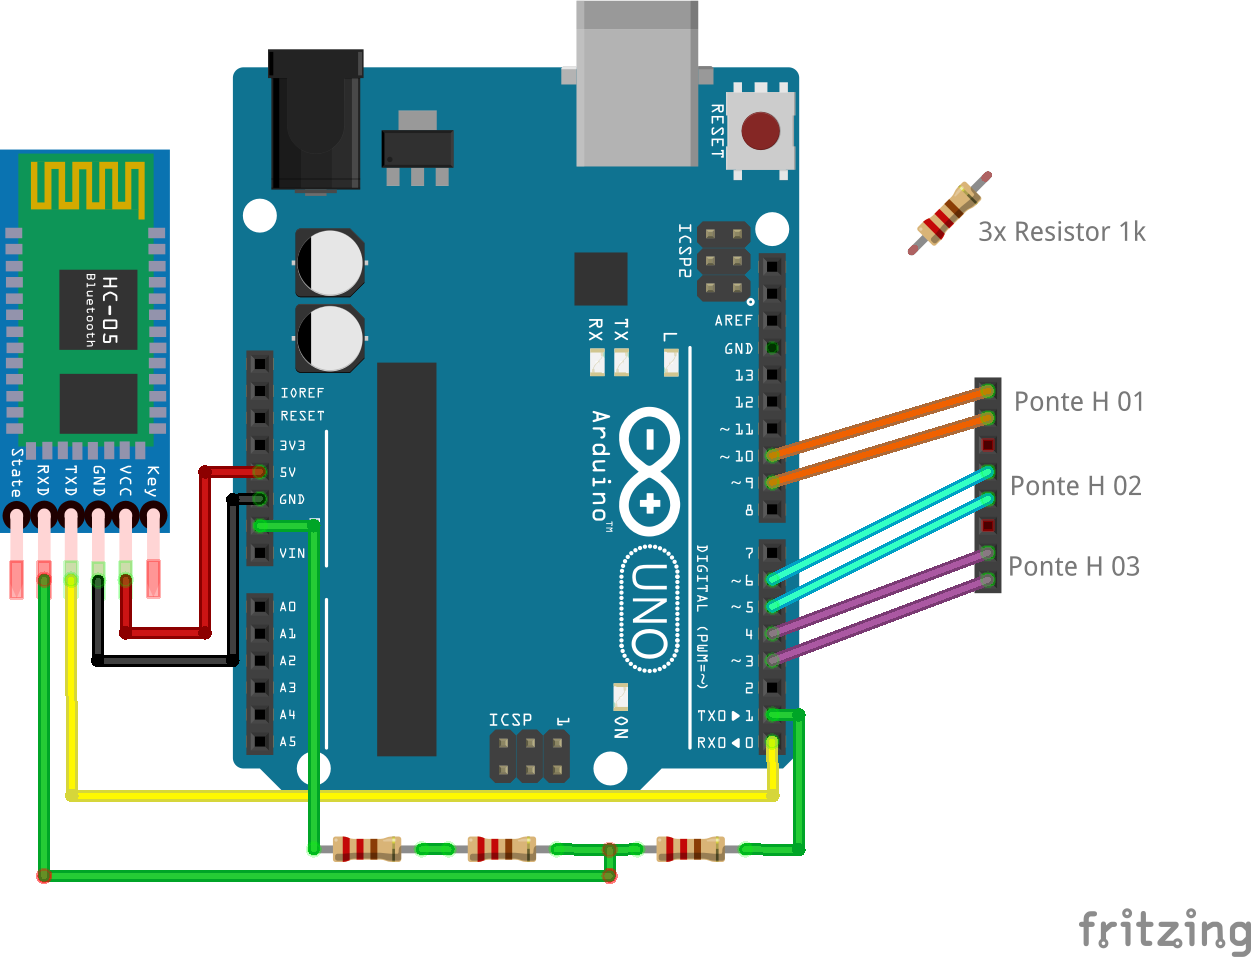 HC-05
Bluetooth
State
RXD
TXD
GND
VCC
Key
RESET
ICSP2
RX
TX
L
AREF
GND
13
12
~11
~10
~9
8
7
~6
~5
4
~3
2
TX0▶1
RX0◀0
IOREF
RESET
3V3
5V
GND
VIN
A0
A1
A2
A3
A4
A5
Arduino™
UNO
DIGITAL (PWM=~)
ICSP
1
ON
3x Resistor 1k
Ponte H 01
Ponte H 02
Ponte H 03
fritzing